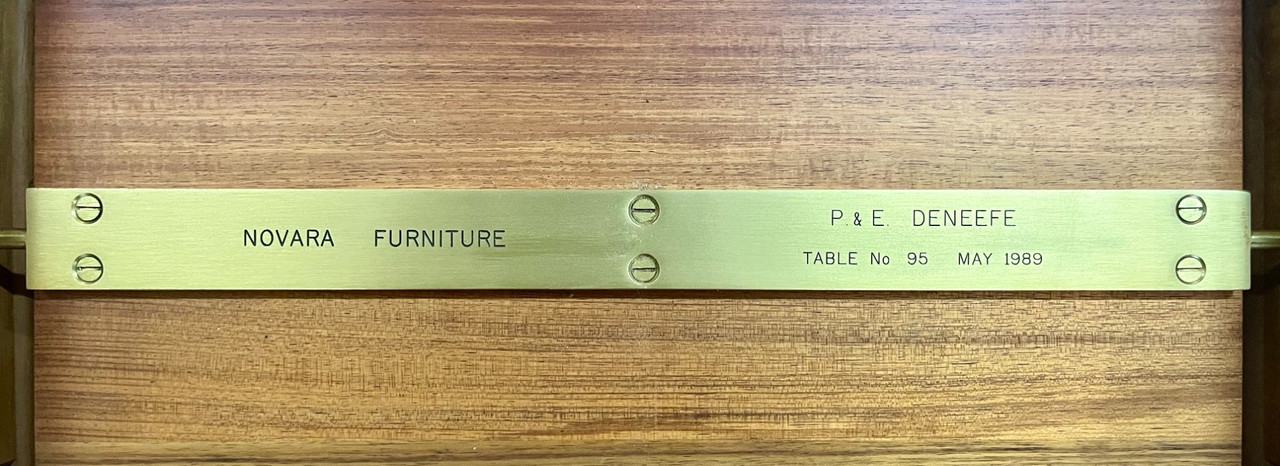 NOVARA FURNITURE
P. & E. DENEEFE
TABLE No 95 MAY 1989